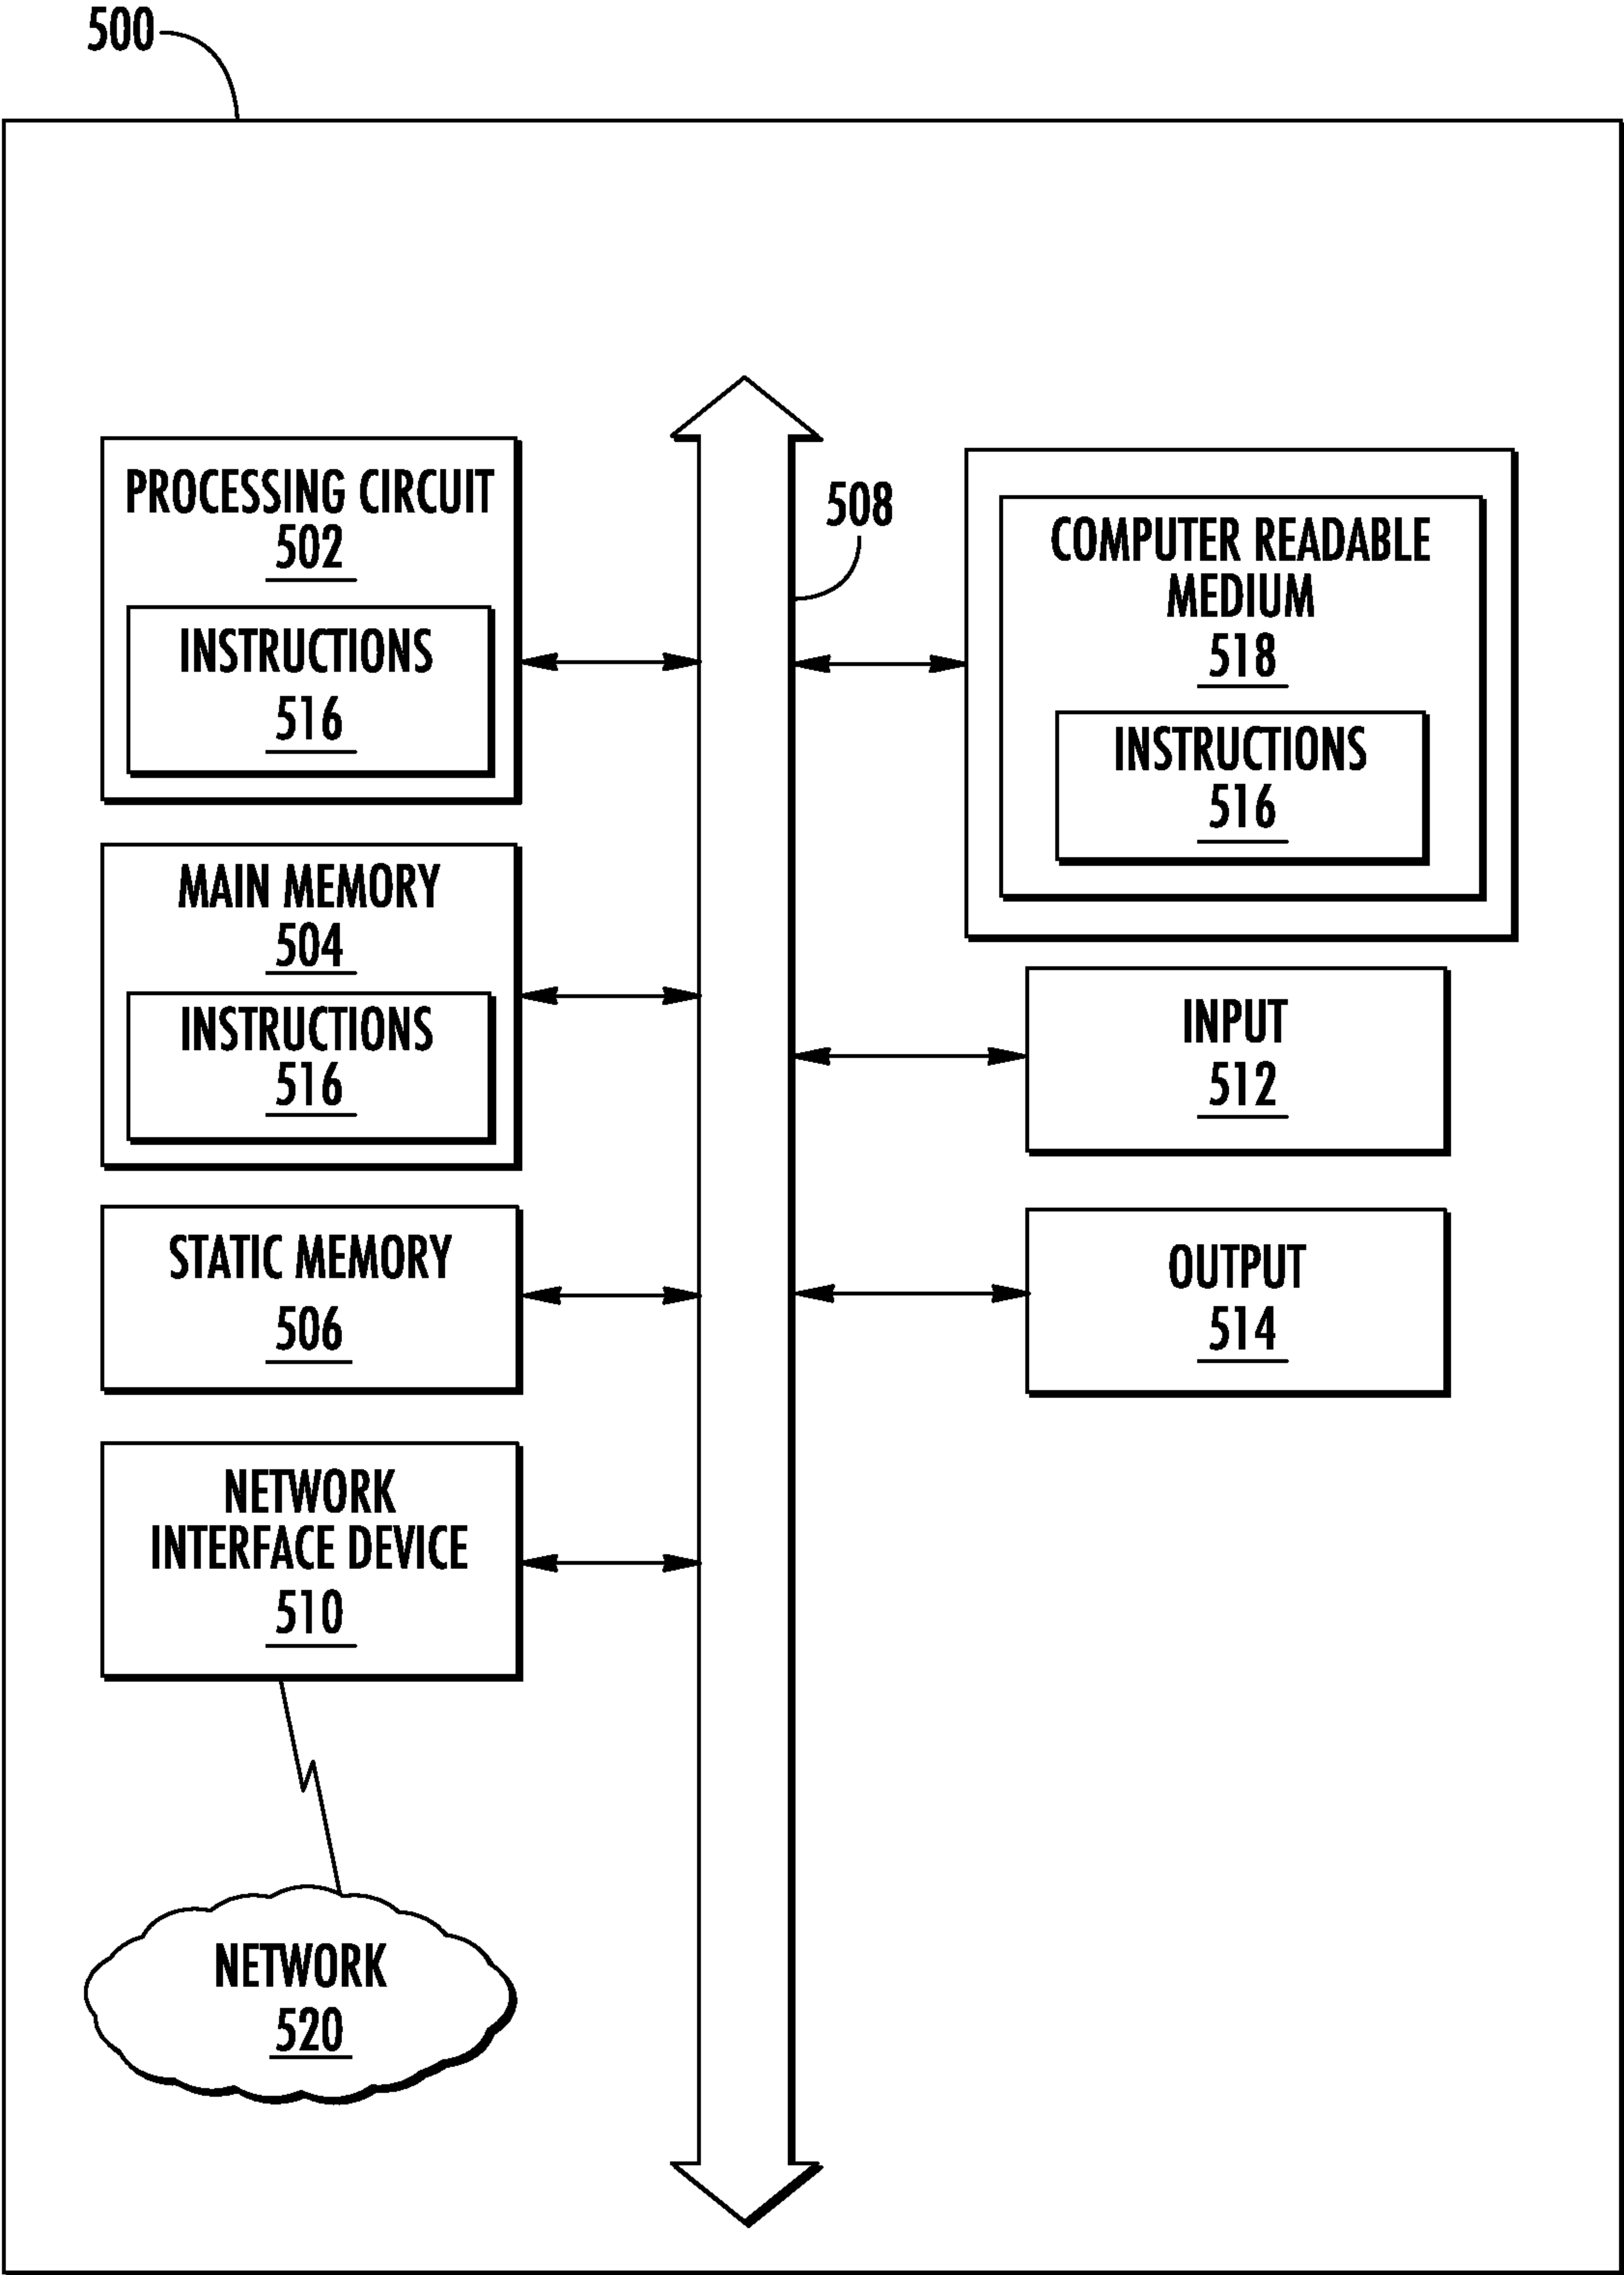 500
PROCESSING CIRCUIT
502
INSTRUCTIONS
516
MAIN MEMORY
504
INSTRUCTIONS
516
STATIC MEMORY
506
NETWORK
INTERFACE DEVICE
510
NETWORK
520
508
COMPUTER READABLE
MEDIUM
518
INSTRUCTIONS
516
INPUT
512
OUTPUT
514